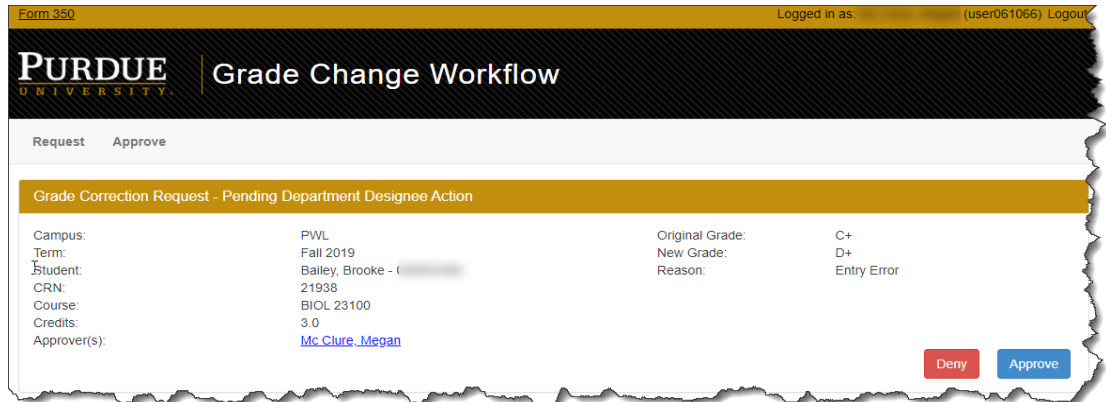 Form 350 Logged in as: (user061066) Logout
PURDUE
UNIVERSITY.
Grade Change Workflow
Request Approve
Grade Correction Request - Pending Department Designee Action
Campus: PWL Original Grade: C+
Term: Fall 2019 New Grade: D+
Student: Bailey, Brooke - Reason: Entry Error
CRN: 21938
Course: BIOL 23100
Credits: 3.0
Approver(s): Mc Clure, Megan
Deny Approve